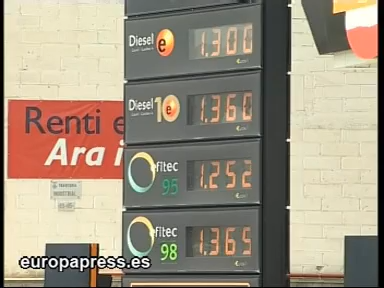 Diesel e
1.300
Diesel 10 e
1.360
Efitec 95
1.252
Efitec 98
1.365
Renti e
Ara i
INDUSTRIAL
europapress.es